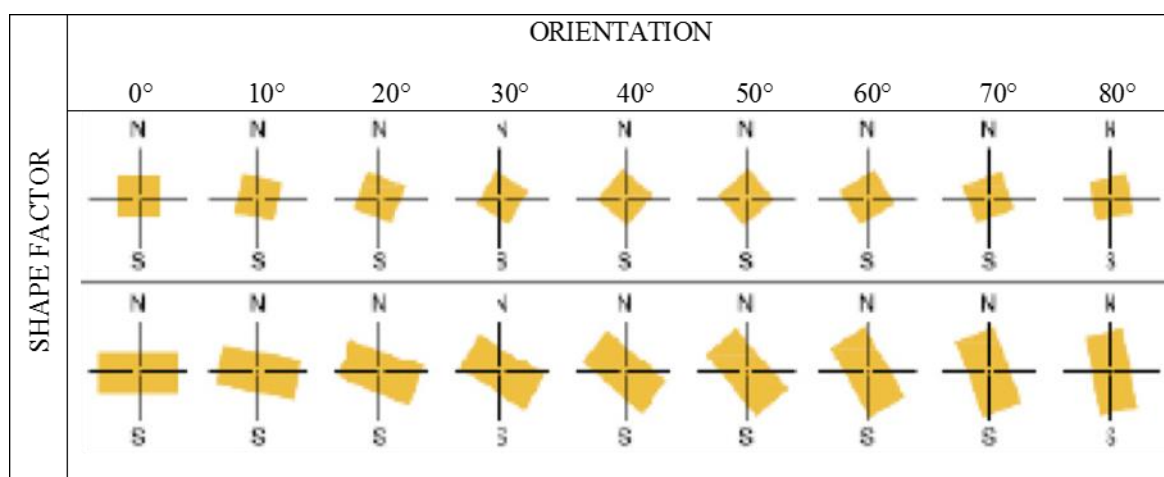 ORIENTATION
SHAPE FACTOR
0° 10° 20° 30° 40° 50° 60° 70° 80°
N N N N N N N N
S S S S S S S S S
N N N N N N N N
S S S S S S S S S